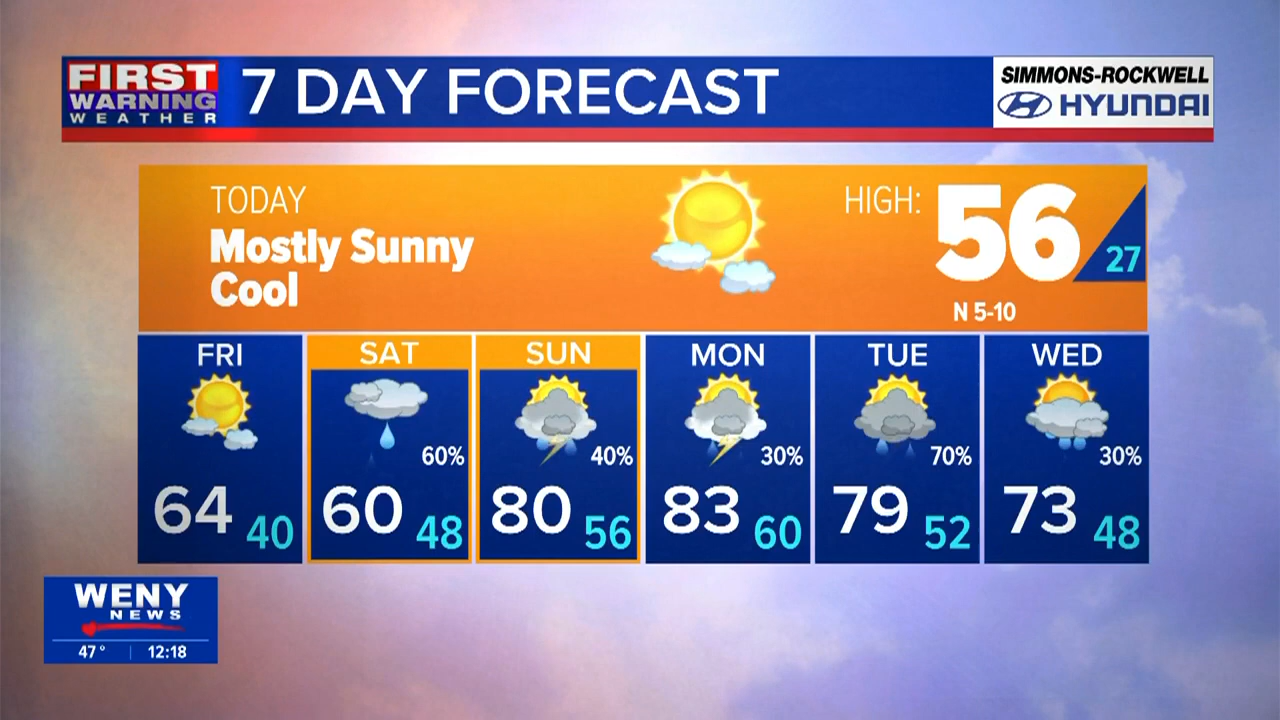 FIRST
WARNING
WEATHER
7 DAY FORECAST
SIMMONS-ROCKWELL
HYUNDAI
TODAY
Mostly Sunny
Cool
HIGH:
56
27
N 5-10
FRI
64 40
SAT
60%
60 48
SUN
40%
80 56
MON
30%
83 60
TUE
70%
79 52
WED
30%
73 48
WENY
NEWS
47° | 12:18